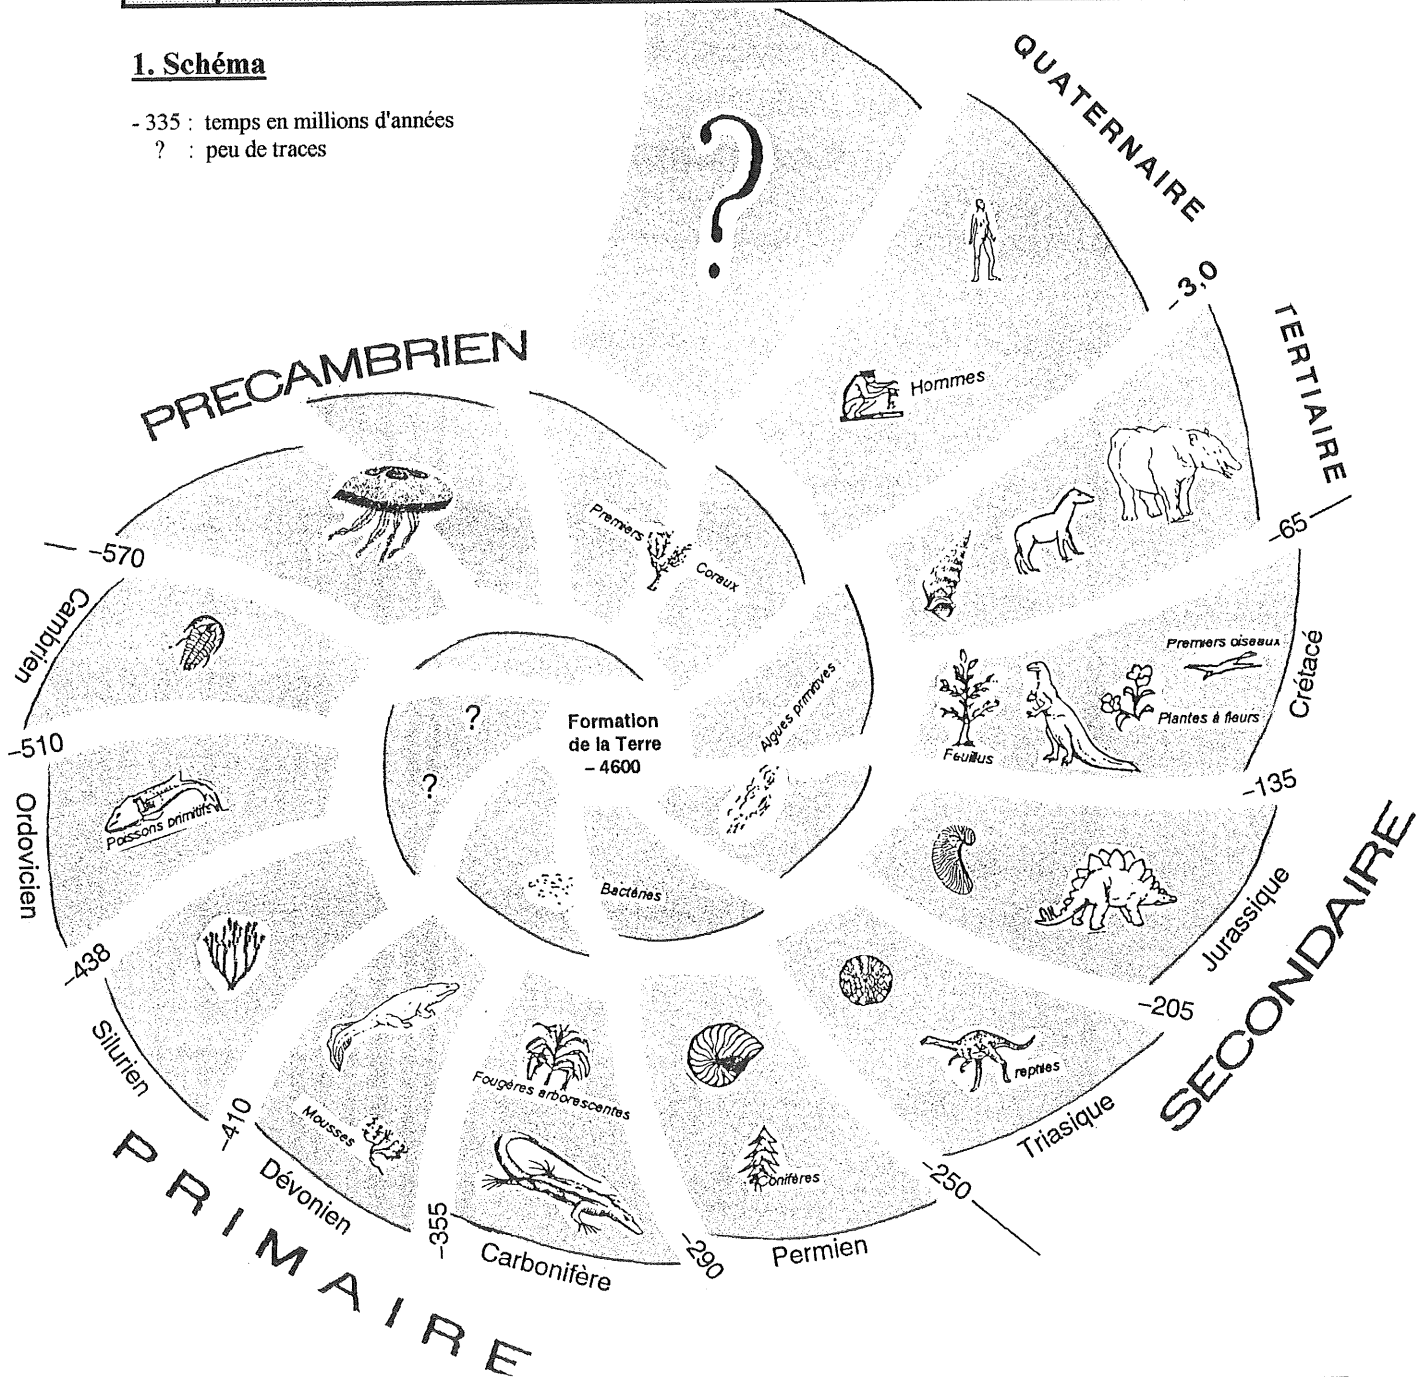 1. Schéma
- 335 : temps en millions d'années
? : peu de traces
?
QUATERNAIRE
Hommes
-3,0
TERTIAIRE
-65
Premiers oiseaux
Plantes à fleurs
Feuillus
Crétacé
-135
SECONDAIRE
Jurassique
-205
reptiles
Triasique
-250
Conifères
Permien
-290
Fougères arborescentes
Carbonifère
-355
Mousses
Dévonien
-410
PRIMAIRE
Silurien
-438
Poissons primitifs
Ordovicien
-510
Cambrien
-570
PRECAMBRIEN
Premiers Coraux
Algues primitives
Bactéries
?
?
Formation
de la Terre
- 4600